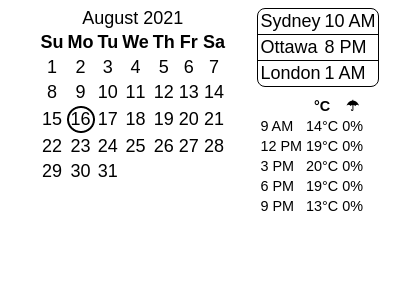 August 2021
Su Mo Tu We Th Fr Sa
1 2 3 4 5 6 7
8 9 10 11 12 13 14
15 16 17 18 19 20 21
22 23 24 25 26 27 28
29 30 31
Sydney 10 AM
Ottawa 8 PM
London 1 AM
°C ☂
9 AM 14°C 0%
12 PM 19°C 0%
3 PM 20°C 0%
6 PM 19°C 0%
9 PM 13°C 0%